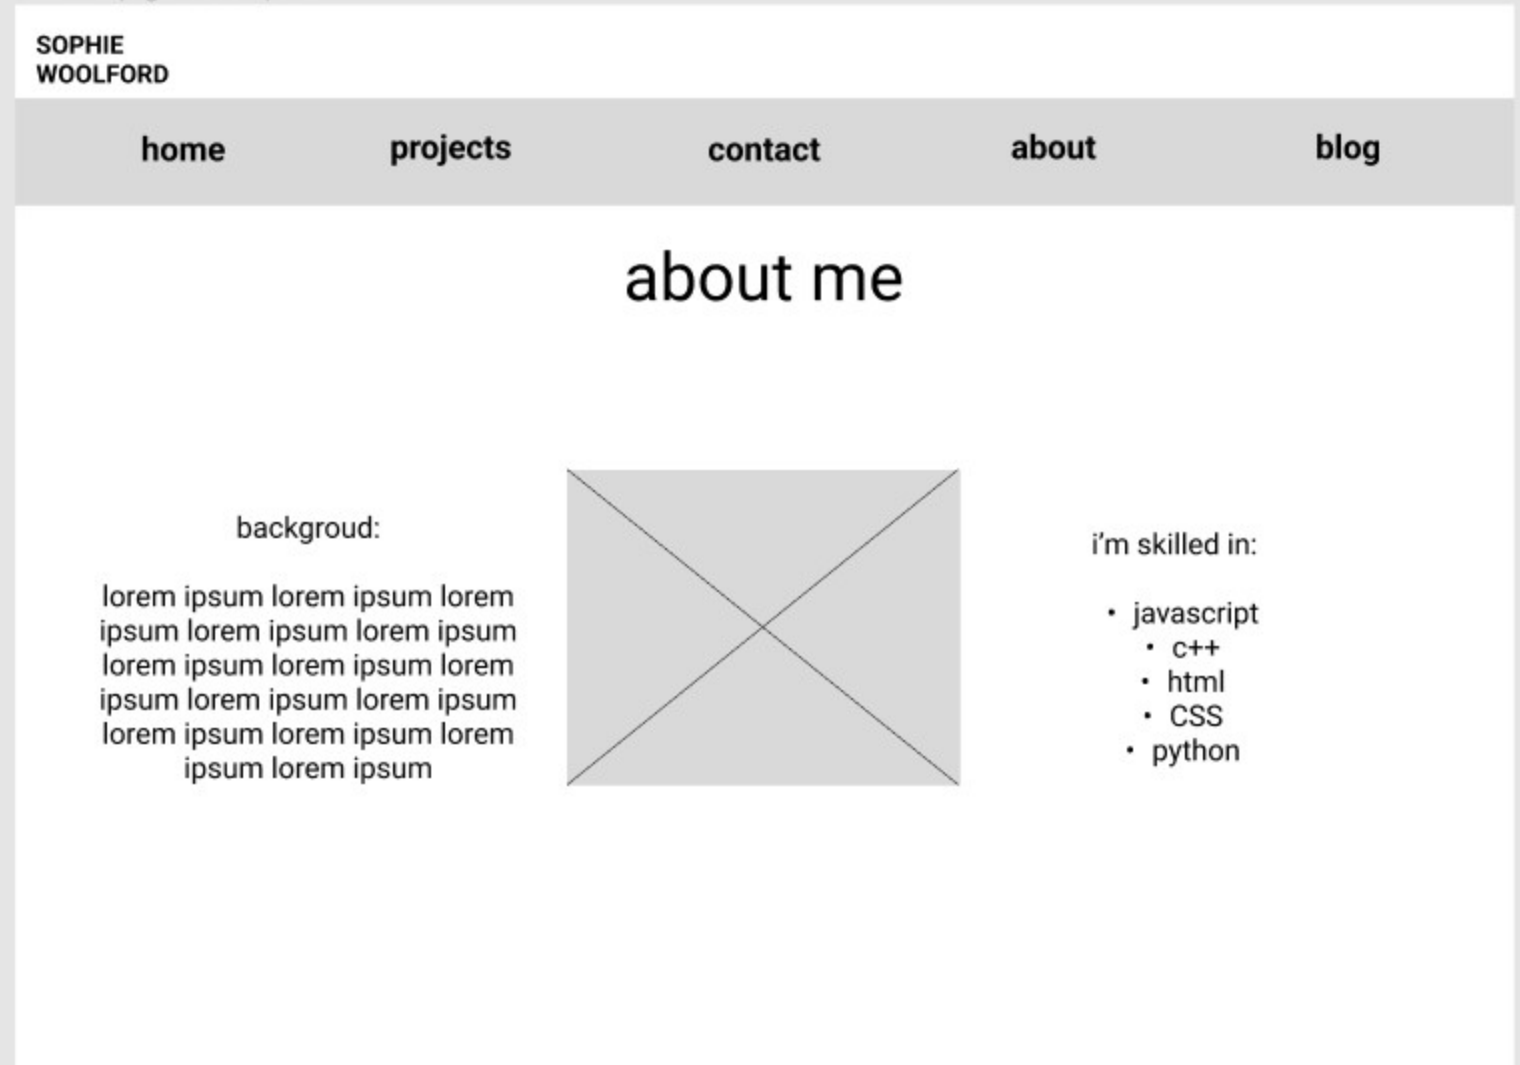 SOPHIE
WOOLFORD
home projects contact about blog
about me
backgroud:
lorem ipsum lorem ipsum lorem
ipsum lorem ipsum lorem ipsum
lorem ipsum lorem ipsum lorem
ipsum lorem ipsum lorem ipsum
lorem ipsum lorem ipsum lorem
ipsum lorem ipsum
i'm skilled in:
• javascript
• c++
• html
• CSS
• python